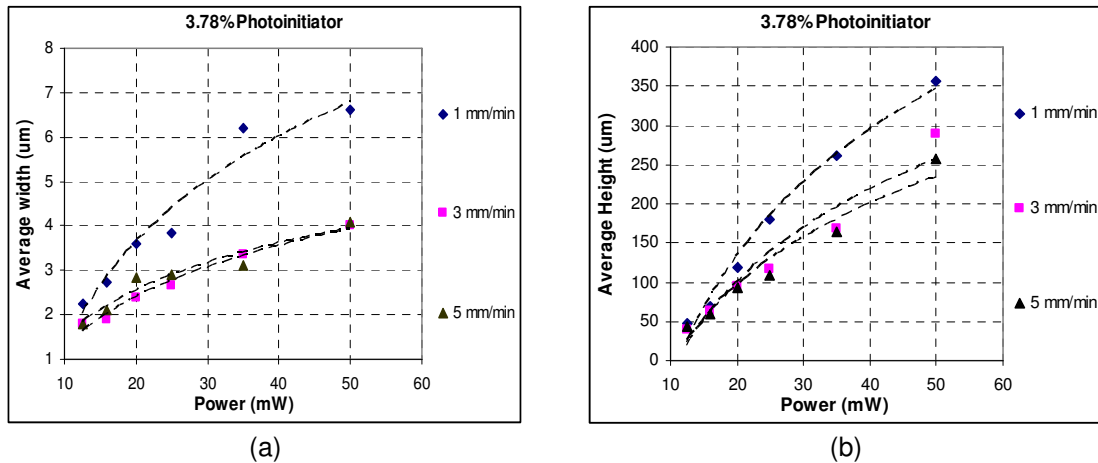 3.78%Photoinitiator
Average width (um)
8
7
6
5
4
3
2
1
10 20 30 40 50 60
Power (mW)
1 mm/min
3 mm/min
5 mm/min
(a)
3.78%Photoinitiator
Average Height (um)
400
350
300
250
200
150
100
50
0
10 20 30 40 50 60
Power (mW)
1 mm/min
3 mm/min
5 mm/min
(b)